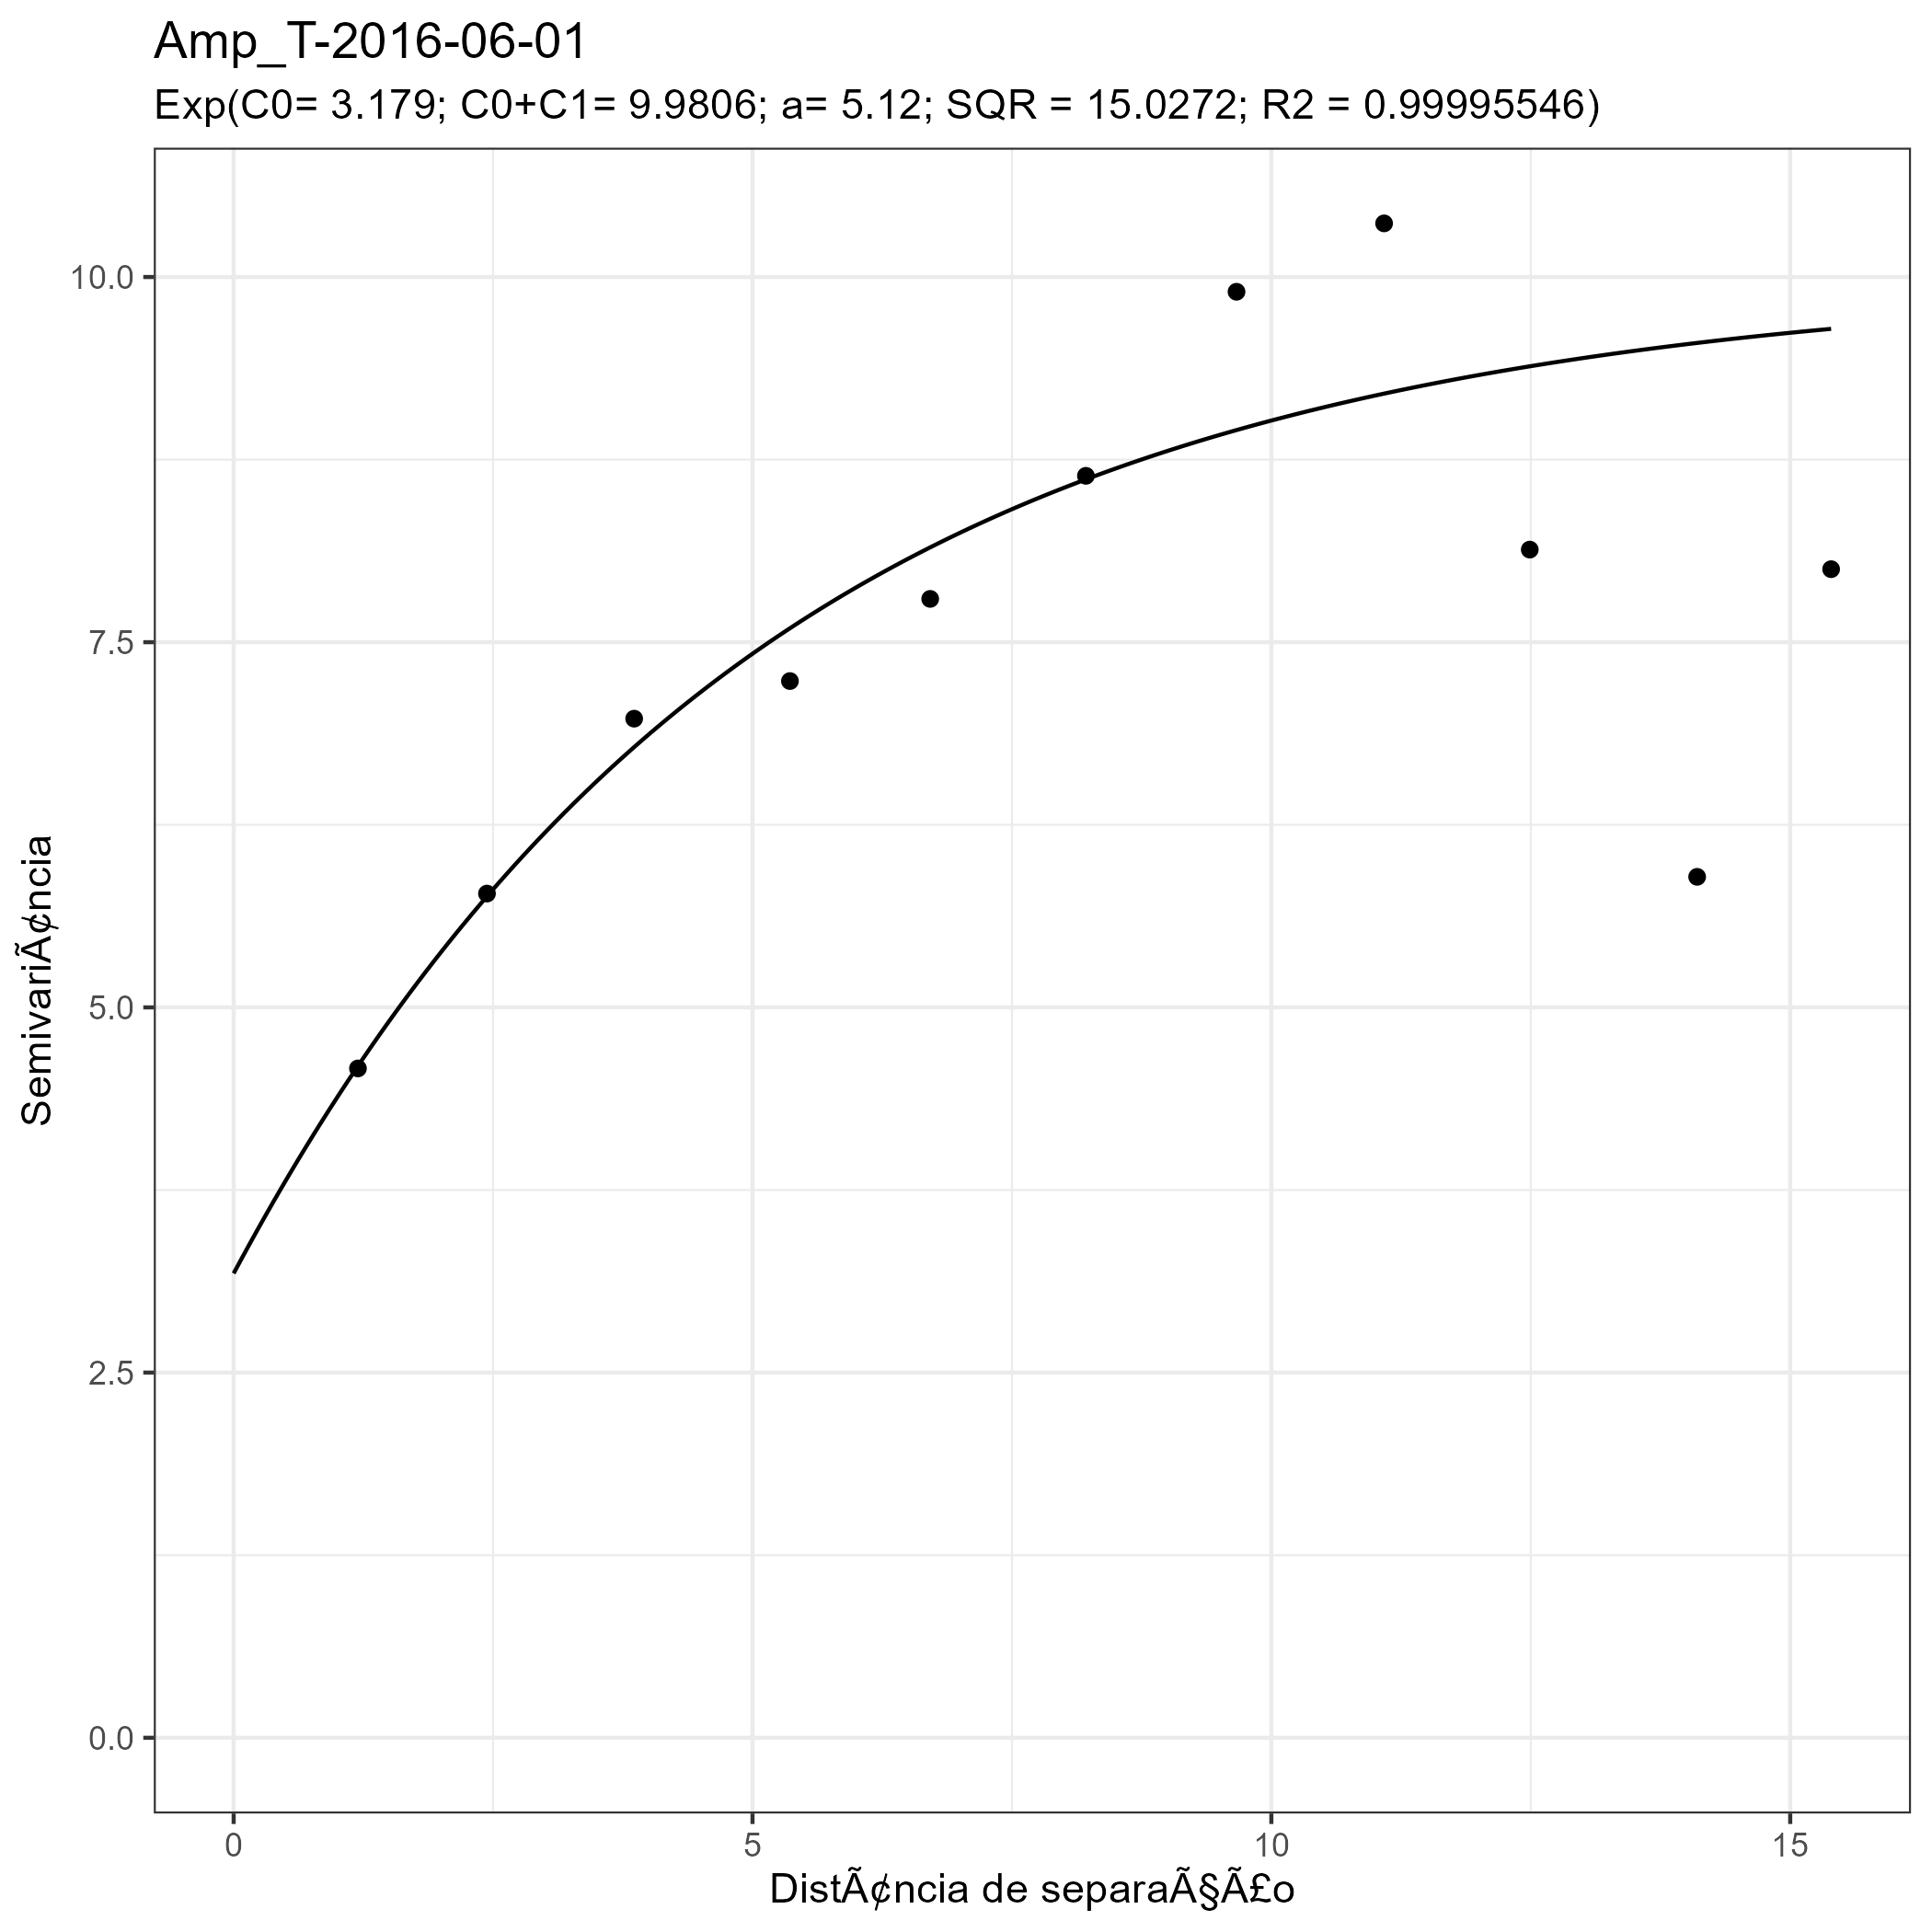 Amp_T-2016-06-01
Exp(C0= 3.179; C0+C1= 9.9806; a= 5.12; SQR = 15.0272; R2 = 0.99995546)
10.0
7.5
5.0
2.5
0.0
SemivariÃ¢ncia
0
5
10
15
DistÃ¢ncia de separaÃ§Ã£o